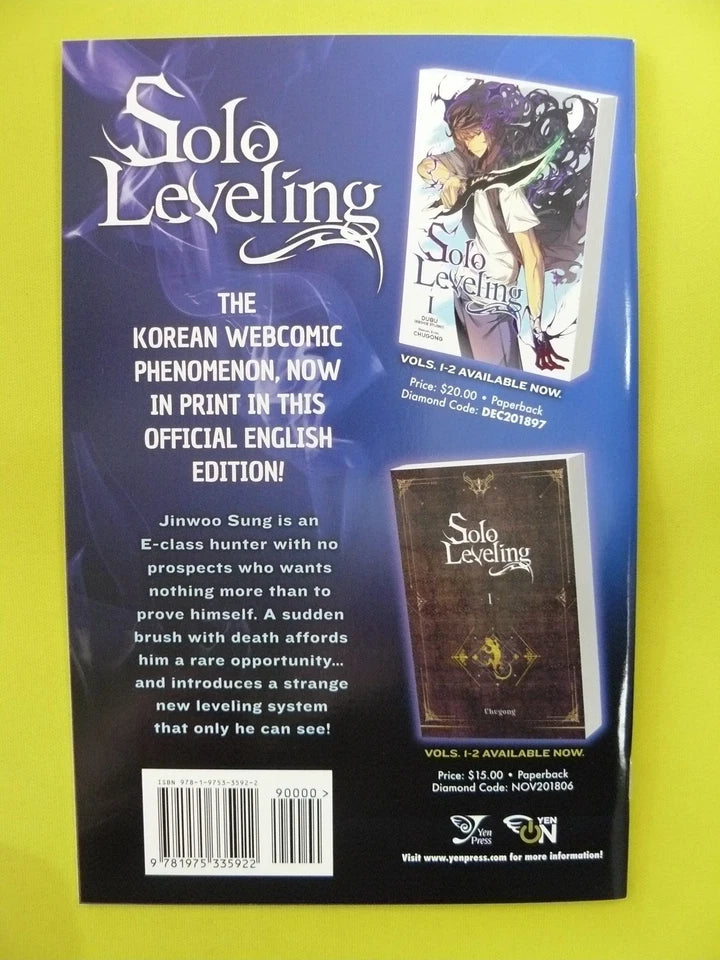 Solo
Leveling
THE
KOREAN WEBCOMIC
PHENOMENON, NOW
IN PRINT IN THIS
OFFICIAL ENGLISH
EDITION!
Jinwoo Sung is an
E-class hunter with no
prospects who wants
nothing more than to
prove himself. A sudden
brush with death affords
him a rare opportunity...
and introduces a strange
new leveling system
that only he can see!
ISBN 978-1-9753-3592-2
90000 >
9 781975 335922
Solo
Leveling
I
DUBU
(REDICE STUDIO)
CHUGONG
VOLS. 1-2 AVAILABLE NOW.
Price: $20.00 • Paperback
Diamond Code: DEC201897
Solo
Leveling
I
Chugong
VOLS. 1-2 AVAILABLE NOW.
Price: $15.00 • Paperback
Diamond Code: NOV201806
Yen
Press
YEN
ON
Visit www.yenpress.com for more information!